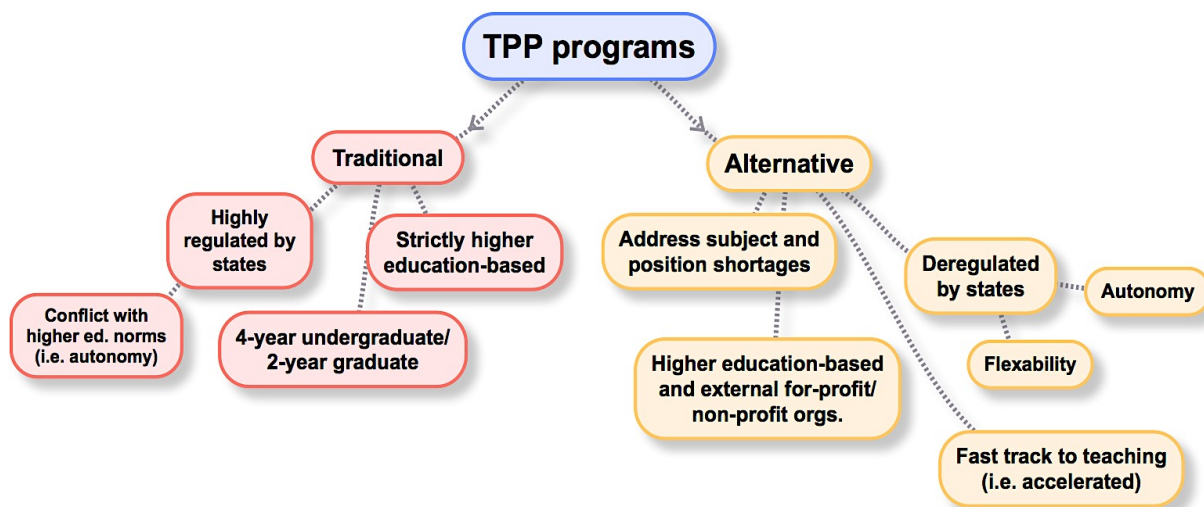 TPP programs
Traditional
Highly
regulated by
states
Strictly higher
education-based
Conflict with
higher ed. norms
(i.e. autonomy)
4-year undergraduate/
2-year graduate
Alternative
Address subject and
position shortages
Deregulated
by states
Autonomy
Flexability
Higher education-based
and external for-profit/
non-profit orgs.
Fast track to teaching
(i.e. accelerated)